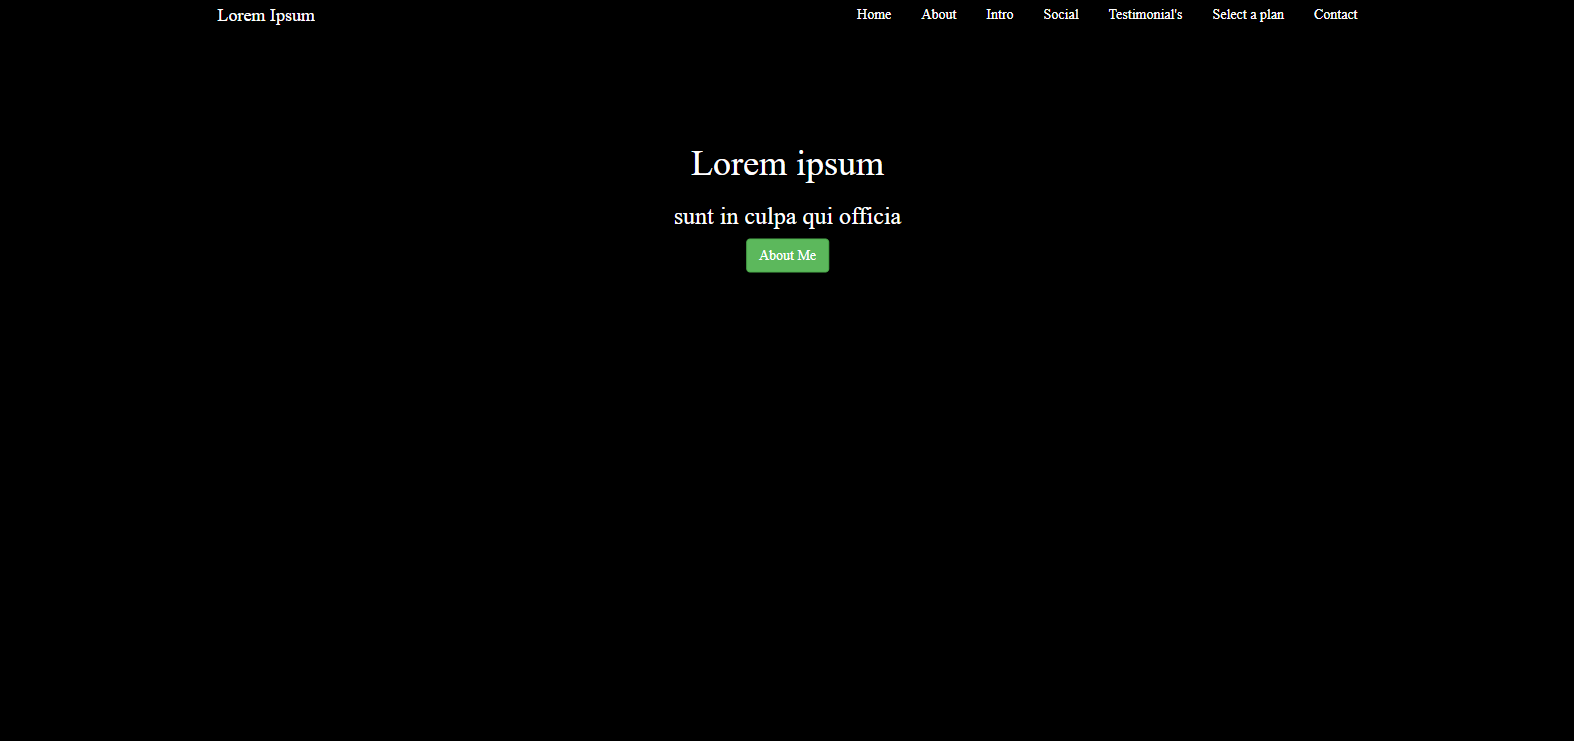 Lorem Ipsum Home About Intro Social Testimonial's Select a plan Contact
Lorem ipsum
sunt in culpa qui officia
About Me